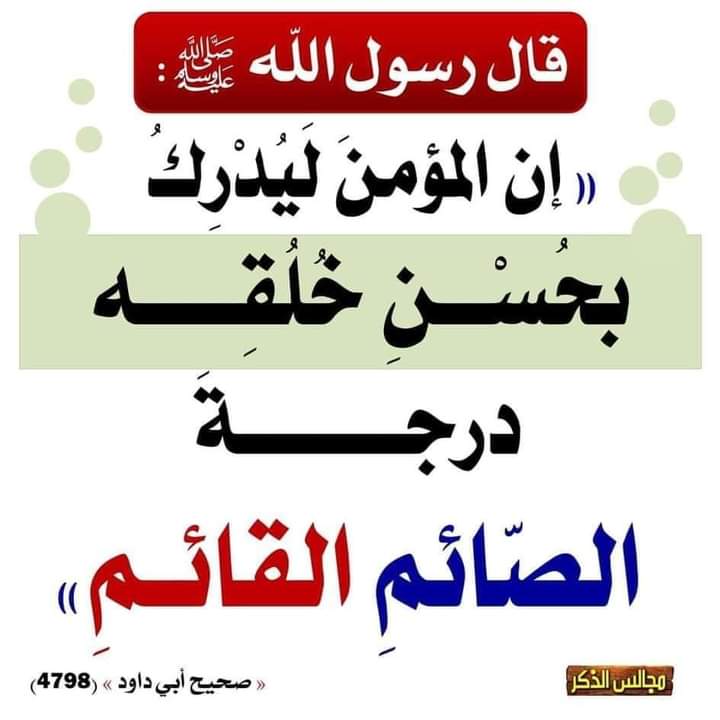 قال رسول الله ﷺ :
« إن المؤمنَ لَيُدْرِكُ
بحُسْنِ خُلُقِه
درجةَ
الصّائمِ القائمِ »
« صحيح أبي داود » (4798)
مجالس الذكر